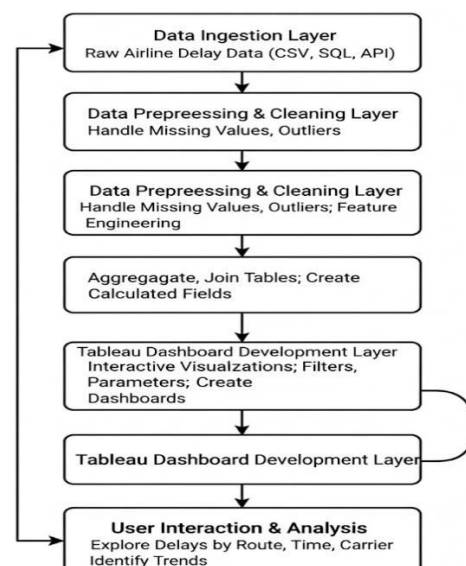 Data Ingestion Layer
Raw Airline Delay Data (CSV, SQL, API)
Data Prepreessing & Cleaning Layer
Handle Missing Values, Outliers
Data Prepreessing & Cleaning Layer
Handle Missing Values, Outliers; Feature
Engineering
Aggregagate, Join Tables; Create
Calculated Fields
Tableau Dashboard Development Layer
Interactive Visualzations; Filters,
Parameters; Create
Dashboards
Tableau Dashboard Development Layer
User Interaction & Analysis
Explore Delays by Route, Time, Carrier
Identify Trends